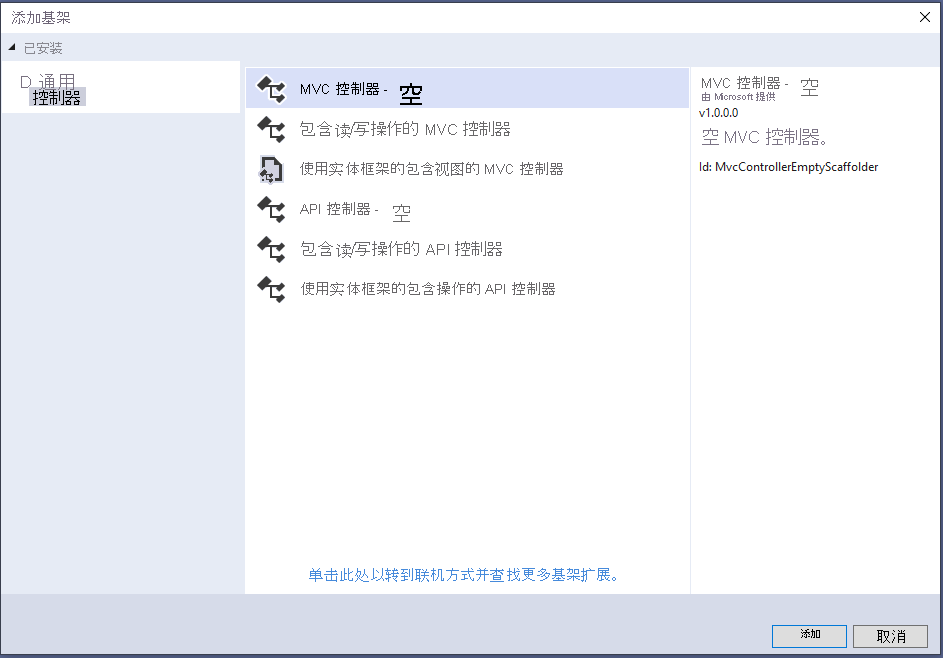 添加基架
已安装
D 通用
控制器
MVC 控制器 - 空
包含读/写操作的 MVC 控制器
使用实体框架的包含视图的 MVC 控制器
API 控制器 - 空
包含读/写操作的 API 控制器
使用实体框架的包含操作的 API 控制器
单击此处以转到联机方式并查找更多基架扩展。
MVC 控制器 - 空
由 Microsoft 提供
v1.0.0.0
空 MVC 控制器。
Id: MvcControllerEmptyScaffolder
添加
取消